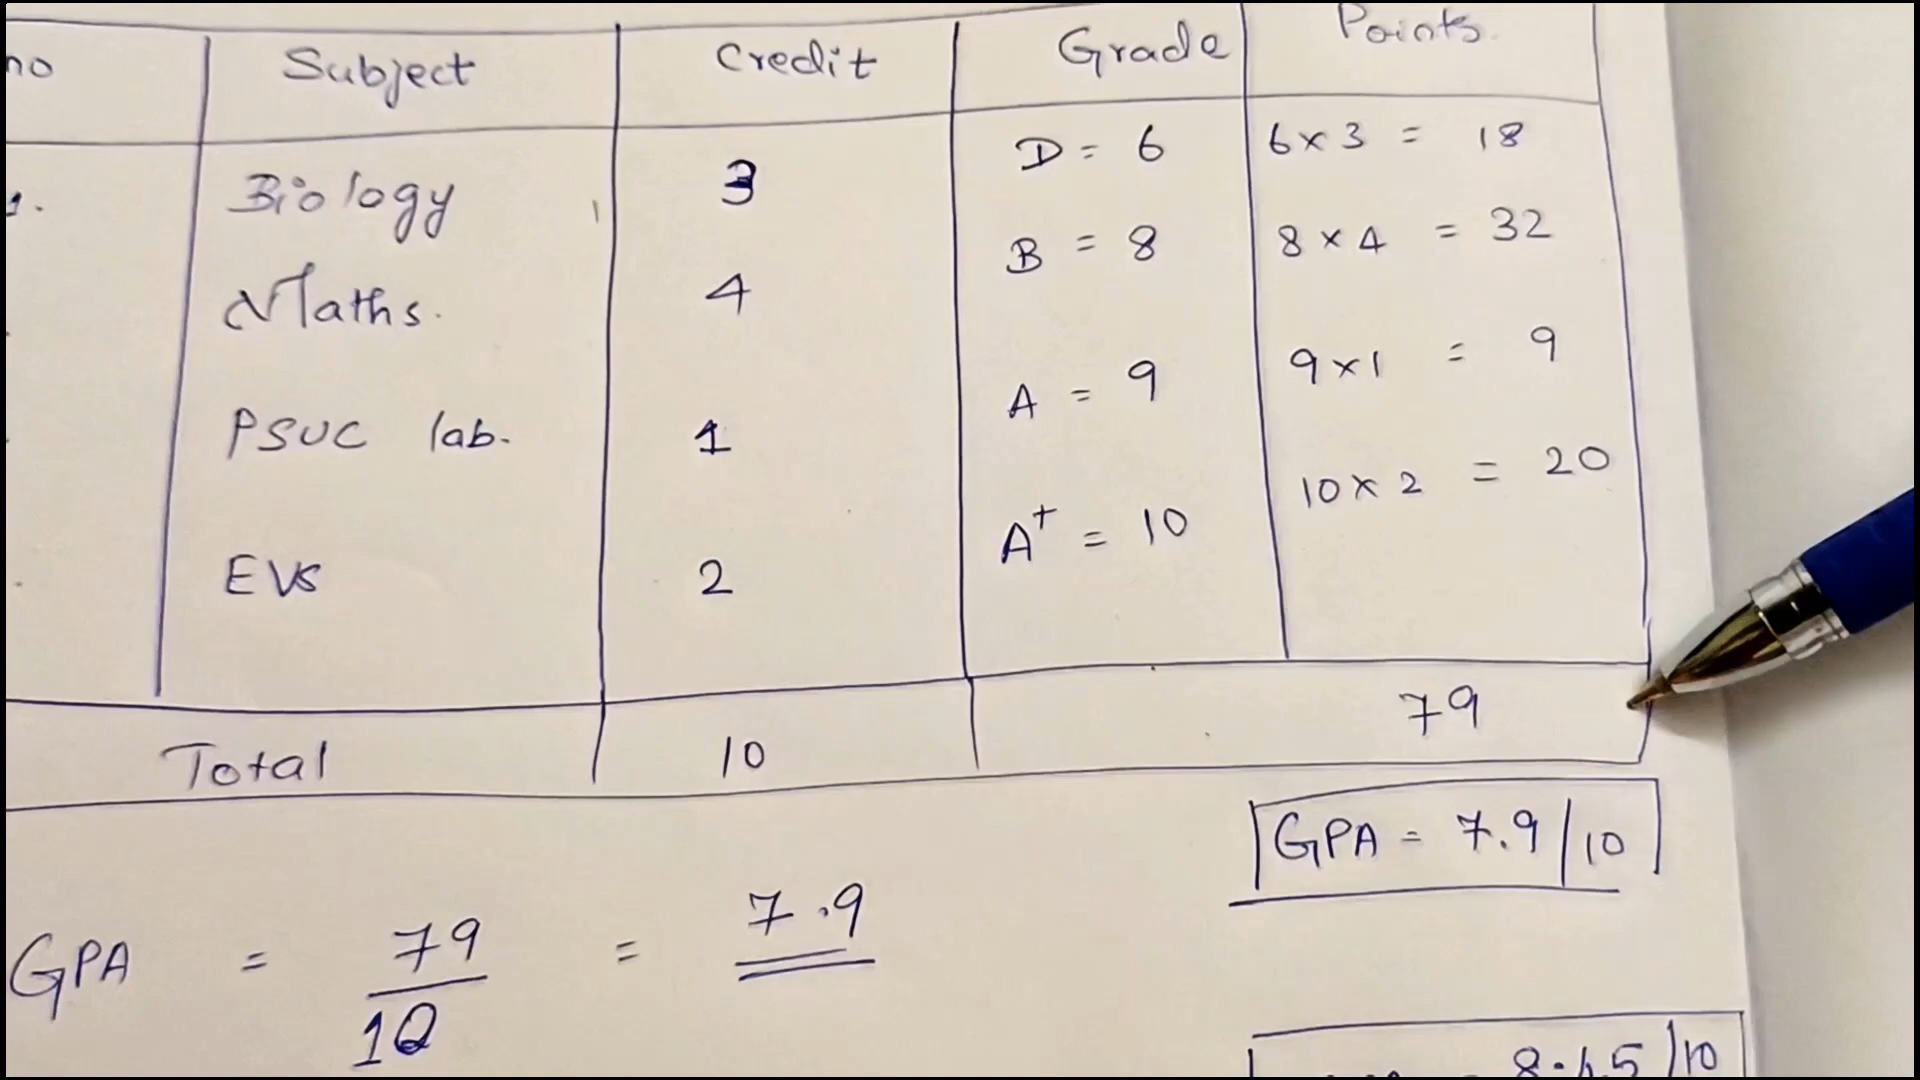 no Subject Credit Grade Points.
1. Biology 3 D = 6 6 x 3 = 18
Maths. 4 B = 8 8 x 4 = 32
PSUC lab. 1 A = 9 9 x 1 = 9
EVS 2 A+ = 10 10 x 2 = 20
Total 10 79
GPA = 7.9/10
GPA = 79/10 = 7.9
/10